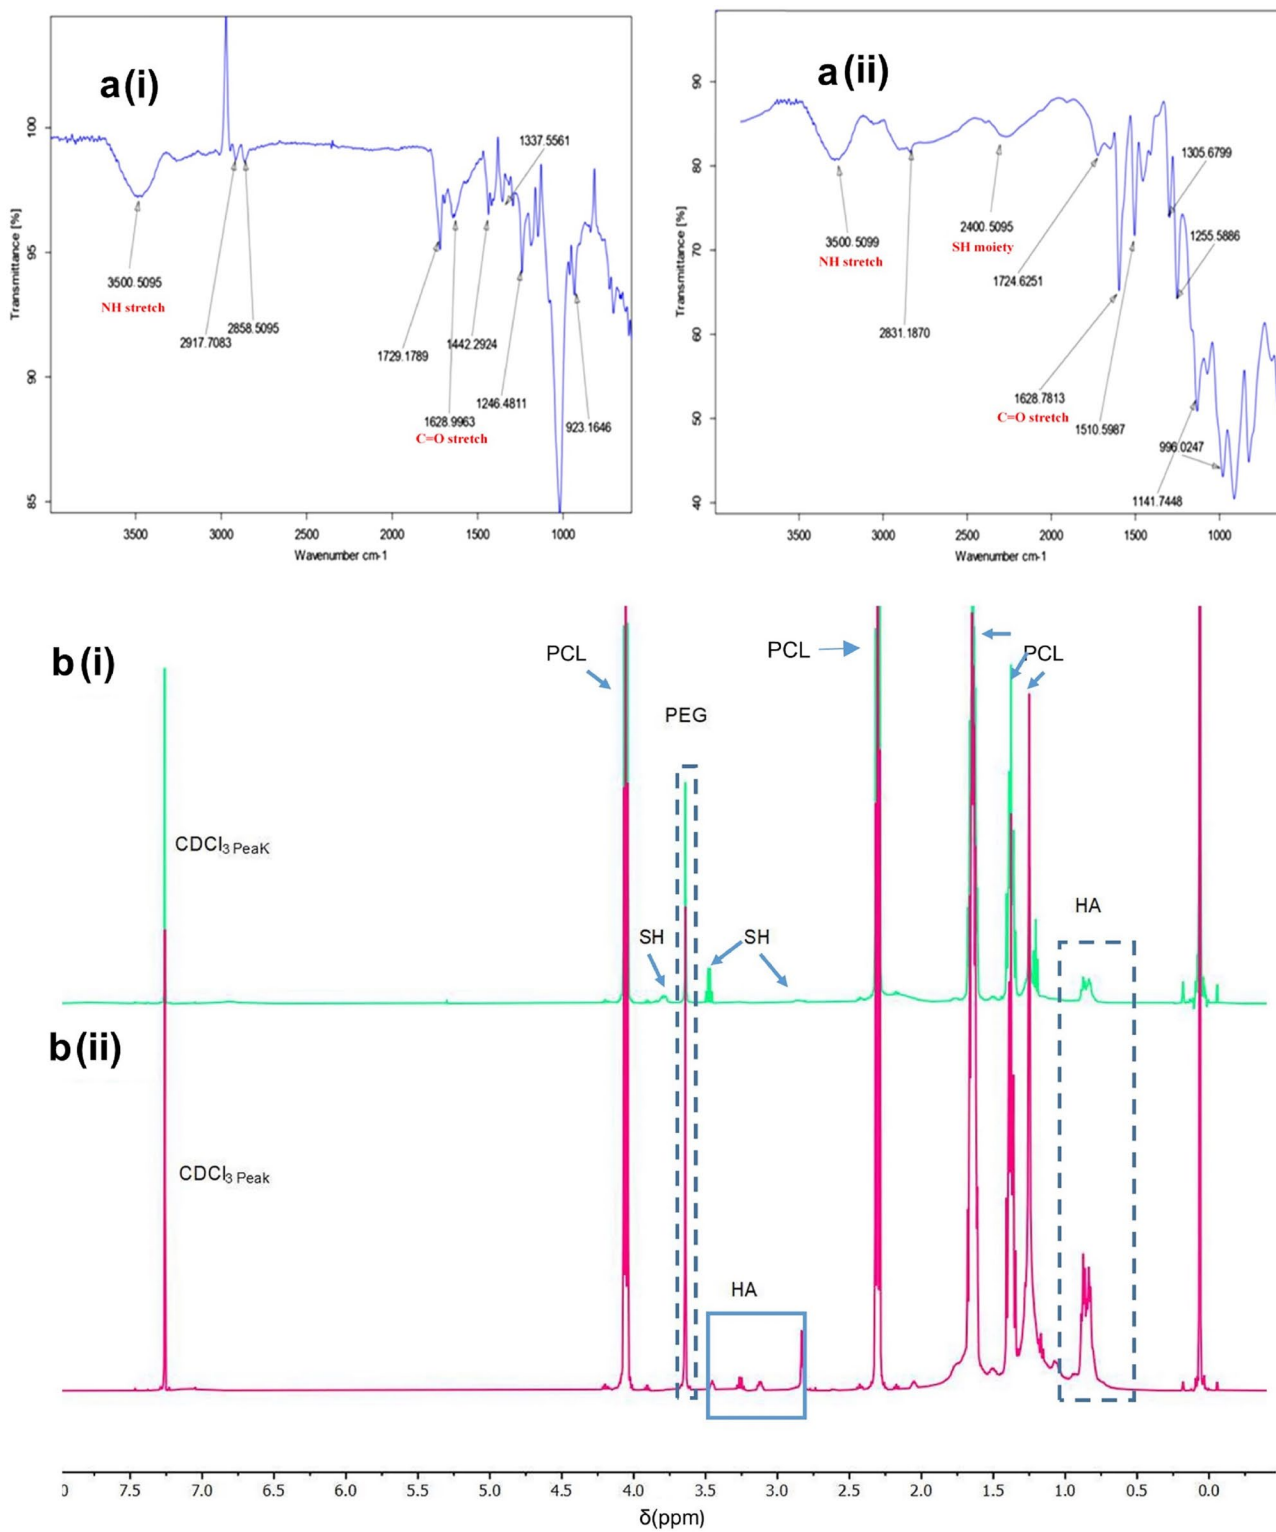 a (i)
100
95
90
85
Transmittance [%]
1337.5561
3500.5095
NH stretch
2917.7083
2858.5095
1729.1789
1442.2924
1628.9963
C=O stretch
1246.4811
923.1646
3500
3000
2500
2000
1500
1000
Wavenumber cm-1
a (ii)
90
80
70
60
50
40
Transmittance [%]
3500.5099
NH stretch
2831.1870
2400.5095
SH moiety
1724.6251
1305.6799
1255.5886
1628.7813
C=O stretch
1510.5987
996.0247
1141.7448
3500
3000
2500
2000
1500
1000
Wavenumber cm-1
b (i)
PCL
PCL
PCL
PEG
CDCl3 PeaK
SH
SH
HA
b (ii)
CDCl3 Peak
HA
0 7.5 7.0 6.5 6.0 5.5 5.0 4.5 4.0 3.5 3.0 2.5 2.0 1.5 1.0 0.5 0.0
δ(ppm)